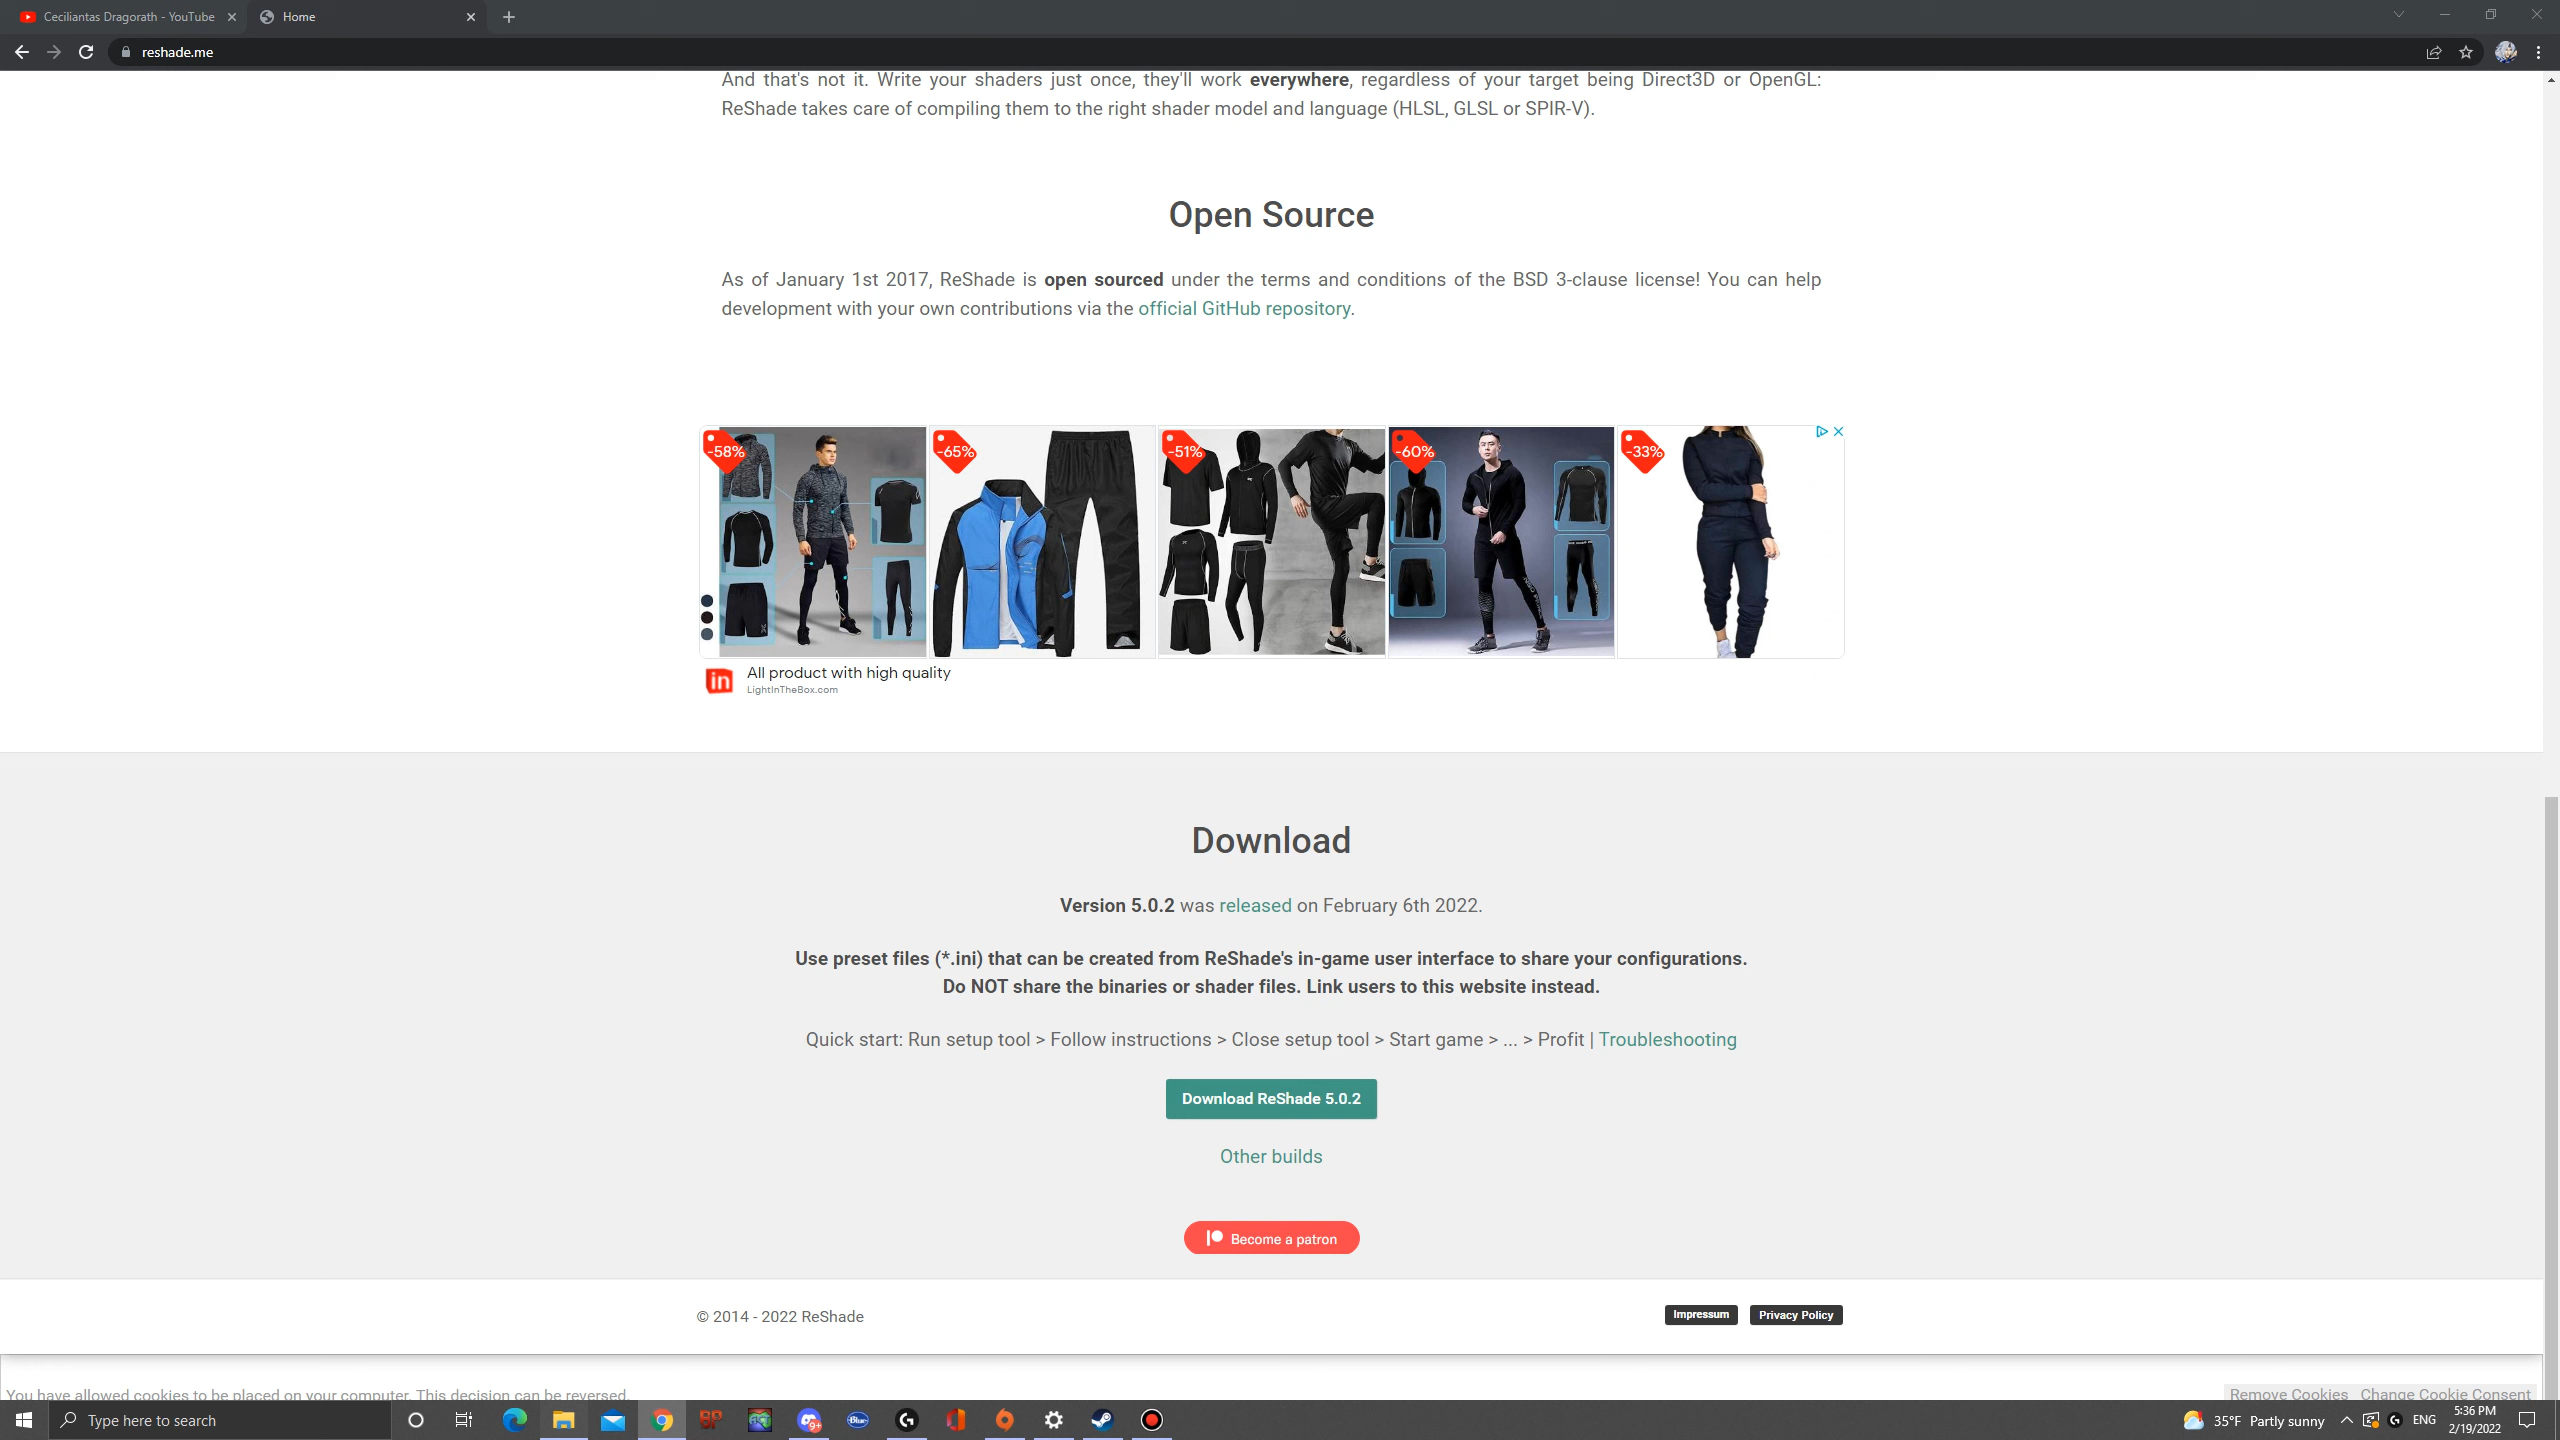 Ceciliantas Dragorath - YouTube
Home
reshade.me
And that's not it. Write your shaders just once, they'll work everywhere, regardless of your target being Direct3D or OpenGL:
ReShade takes care of compiling them to the right shader model and language (HLSL, GLSL or SPIR-V).
Open Source
As of January 1st 2017, ReShade is open sourced under the terms and conditions of the BSD 3-clause license! You can help
development with your own contributions via the official GitHub repository.
-58%
-65%
-51%
-60%
-33%
in
All product with high quality
LightInTheBox.com
Download
Version 5.0.2 was released on February 6th 2022.
Use preset files (*.ini) that can be created from ReShade's in-game user interface to share your configurations.
Do NOT share the binaries or shader files. Link users to this website instead.
Quick start: Run setup tool > Follow instructions > Close setup tool > Start game > ... > Profit | Troubleshooting
Download ReShade 5.0.2
Other builds
Become a patron
© 2014 - 2022 ReShade
Impressum
Privacy Policy
You have allowed cookies to be placed on your computer. This decision can be reversed.
Remove Cookies
Change Cookie Consent
Type here to search
9+
Blue
35°F Partly sunny
ENG
5:36 PM
2/19/2022